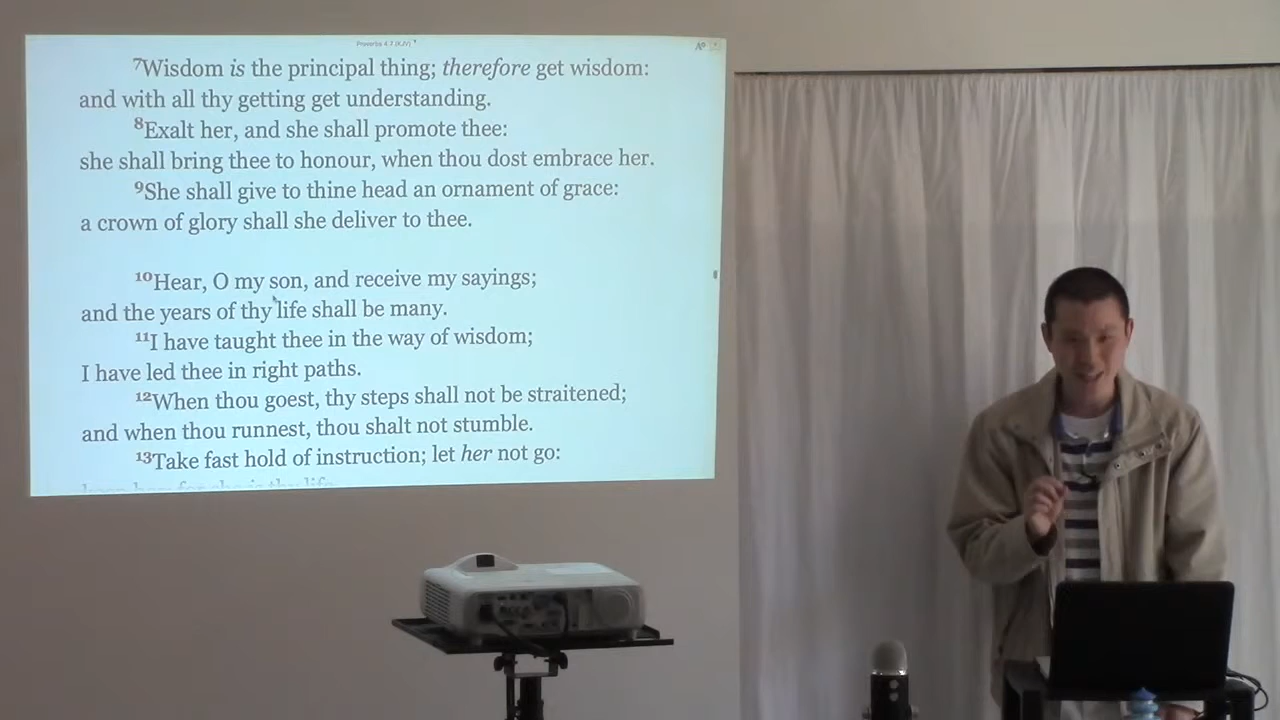 Proverbs 4:7 (KJV)
7Wisdom is the principal thing; therefore get wisdom:
and with all thy getting get understanding.
8Exalt her, and she shall promote thee:
she shall bring thee to honour, when thou dost embrace her.
9She shall give to thine head an ornament of grace:
a crown of glory shall she deliver to thee.
10Hear, O my son, and receive my sayings;
and the years of thy life shall be many.
11I have taught thee in the way of wisdom;
I have led thee in right paths.
12When thou goest, thy steps shall not be straitened;
and when thou runnest, thou shalt not stumble.
13Take fast hold of instruction; let her not go: